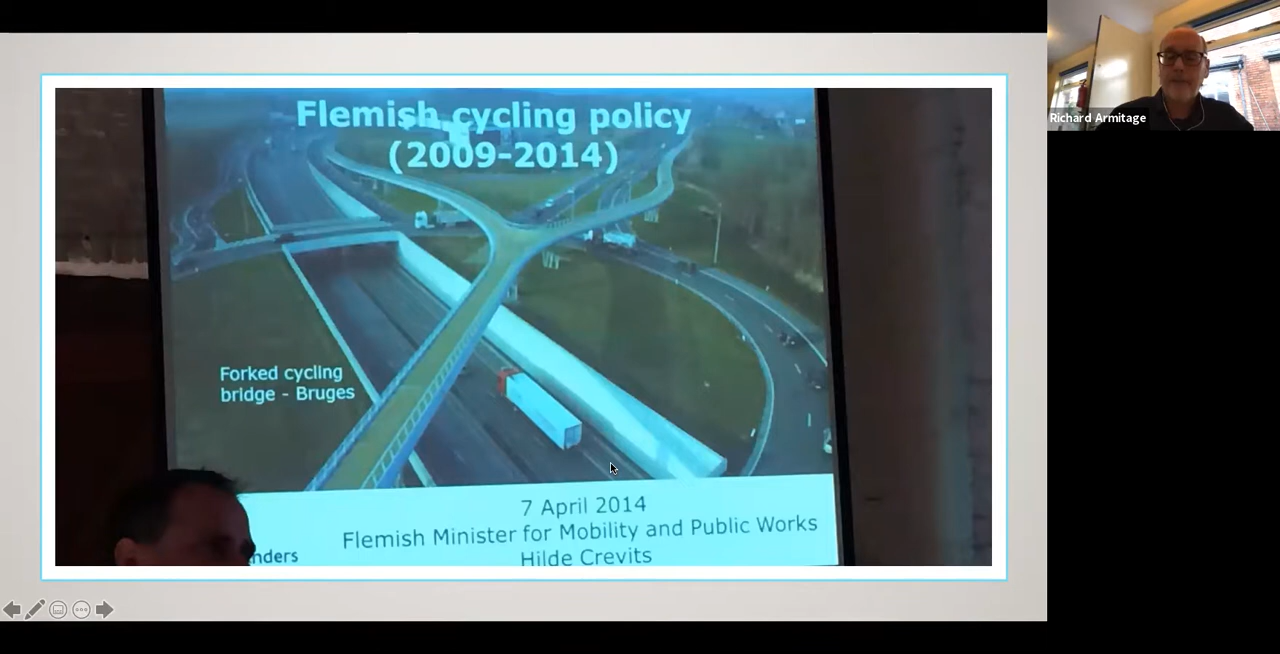 Flemish cycling policy
(2009-2014)
Forked cycling
bridge - Bruges
7 April 2014
Flemish Minister for Mobility and Public Works
nders
Hilde Crevits
Richard Armitage